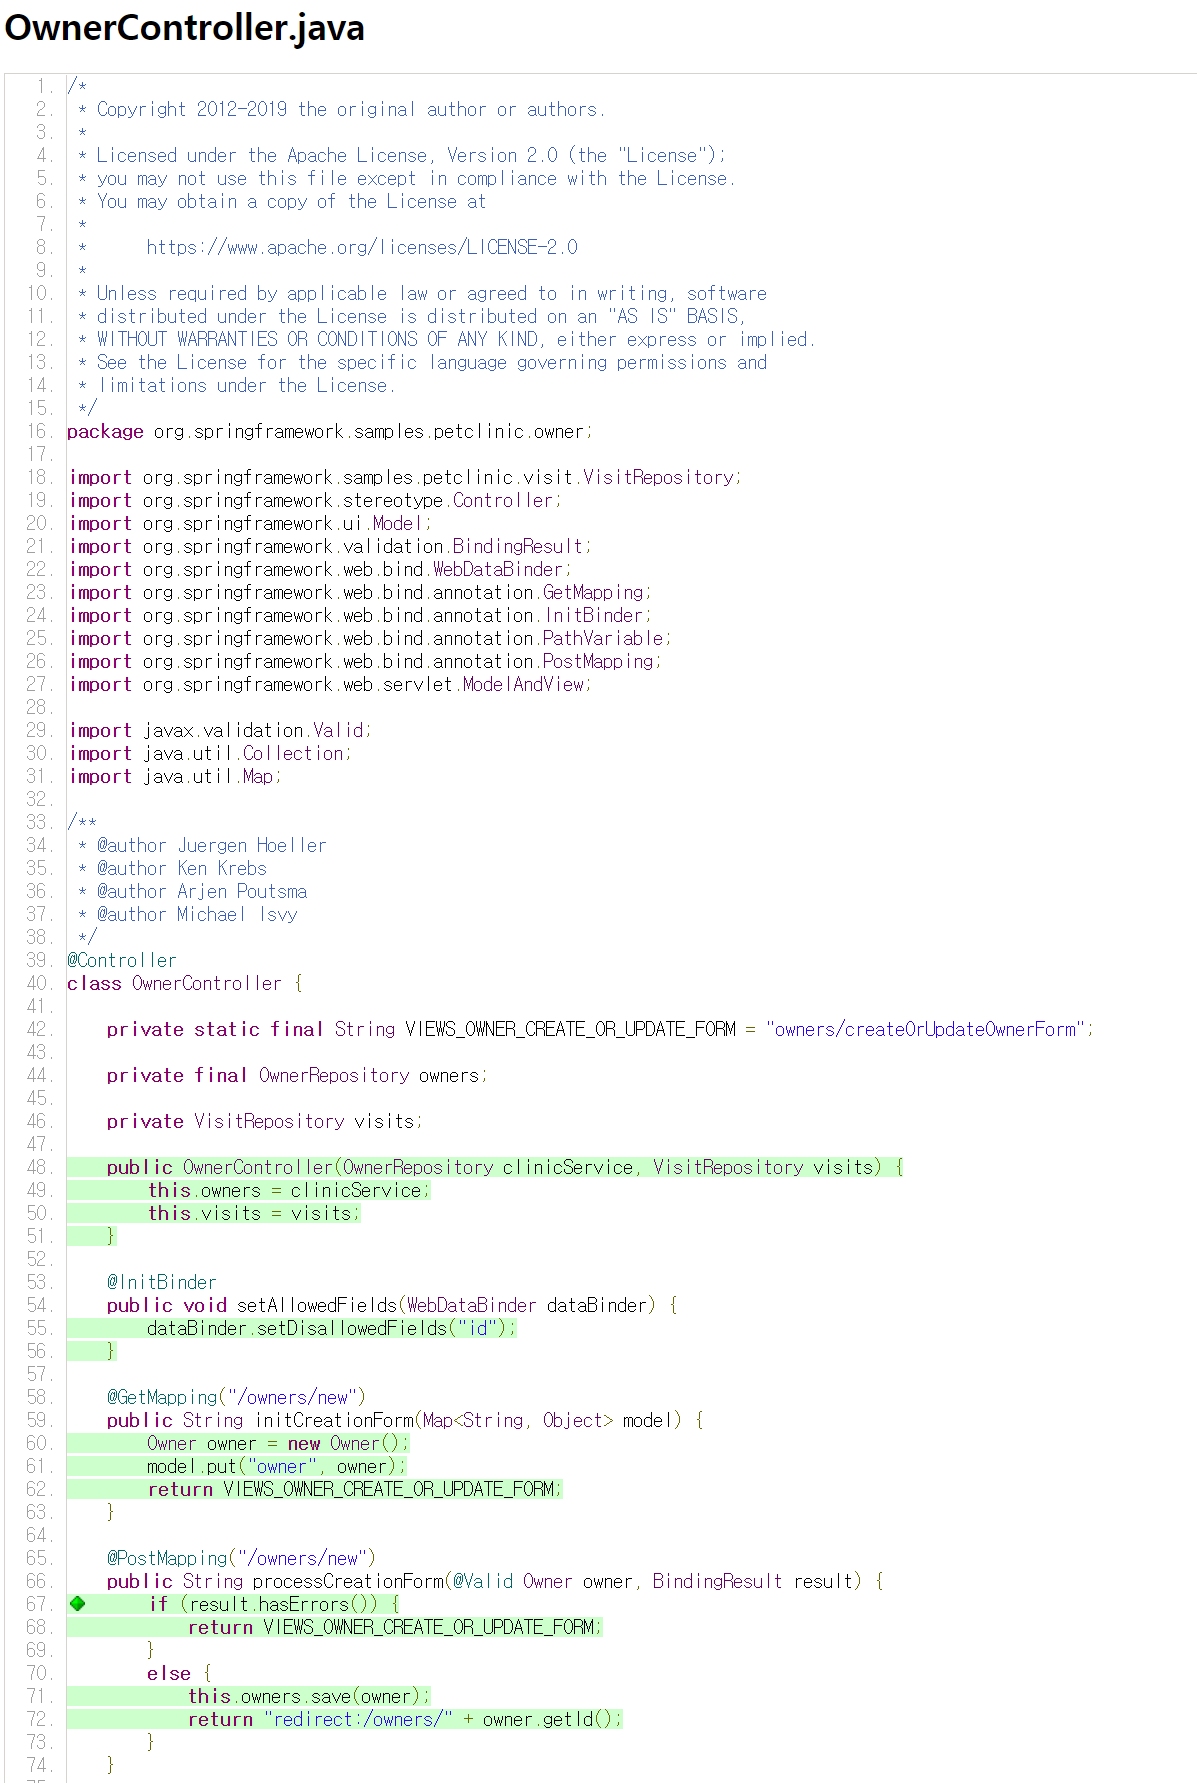 OwnerController.java
1. /*
2.  * Copyright 2012-2019 the original author or authors.
3.  *
4.  * Licensed under the Apache License, Version 2.0 (the "License");
5.  * you may not use this file except in compliance with the License.
6.  * You may obtain a copy of the License at
7.  *
8.  *      https://www.apache.org/licenses/LICENSE-2.0
9.  *
10.  * Unless required by applicable law or agreed to in writing, software
11.  * distributed under the License is distributed on an "AS IS" BASIS,
12.  * WITHOUT WARRANTIES OR CONDITIONS OF ANY KIND, either express or implied.
13.  * See the License for the specific language governing permissions and
14.  * limitations under the License.
15.  */
16. package org.springframework.samples.petclinic.owner;
17.
18. import org.springframework.samples.petclinic.visit.VisitRepository;
19. import org.springframework.stereotype.Controller;
20. import org.springframework.ui.Model;
21. import org.springframework.validation.BindingResult;
22. import org.springframework.web.bind.WebDataBinder;
23. import org.springframework.web.bind.annotation.GetMapping;
24. import org.springframework.web.bind.annotation.InitBinder;
25. import org.springframework.web.bind.annotation.PathVariable;
26. import org.springframework.web.bind.annotation.PostMapping;
27. import org.springframework.web.servlet.ModelAndView;
28.
29. import javax.validation.Valid;
30. import java.util.Collection;
31. import java.util.Map;
32.
33. /**
34.  * @author Juergen Hoeller
35.  * @author Ken Krebs
36.  * @author Arjen Poutsma
37.  * @author Michael Isvy
38.  */
39. @Controller
40. class OwnerController {
41.
42.     private static final String VIEWS_OWNER_CREATE_OR_UPDATE_FORM = "owners/createOrUpdateOwnerForm";
43.
44.     private final OwnerRepository owners;
45.
46.     private VisitRepository visits;
47.
48.     public OwnerController(OwnerRepository clinicService, VisitRepository visits) {
49.         this.owners = clinicService;
50.         this.visits = visits;
51.     }
52.
53.     @InitBinder
54.     public void setAllowedFields(WebDataBinder dataBinder) {
55.         dataBinder.setDisallowedFields("id");
56.     }
57.
58.     @GetMapping("/owners/new")
59.     public String initCreationForm(Map<String, Object> model) {
60.         Owner owner = new Owner();
61.         model.put("owner", owner);
62.         return VIEWS_OWNER_CREATE_OR_UPDATE_FORM;
63.     }
64.
65.     @PostMapping("/owners/new")
66.     public String processCreationForm(@Valid Owner owner, BindingResult result) {
67.         if (result.hasErrors()) {
68.             return VIEWS_OWNER_CREATE_OR_UPDATE_FORM;
69.         }
70.         else {
71.             this.owners.save(owner);
72.             return "redirect:/owners/" + owner.getId();
73.         }
74.     }